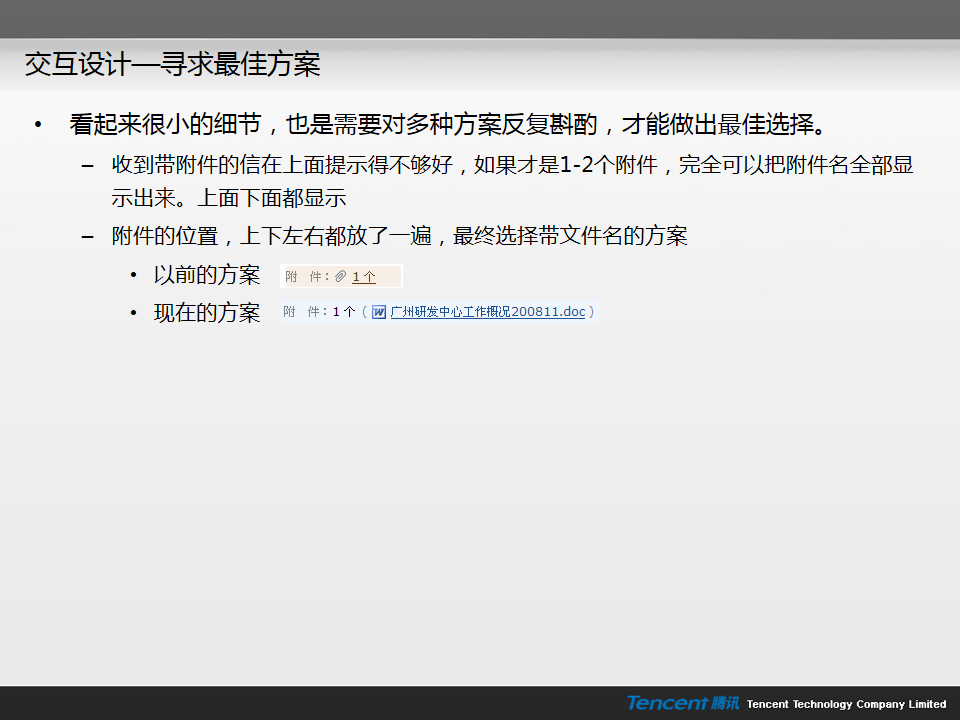 交互设计—寻求最佳方案
• 看起来很小的细节，也是需要对多种方案反复斟酌，才能做出最佳选择。
– 收到带附件的信在上面提示得不够好，如果才是1-2个附件，完全可以把附件名全部显
示出来。上面下面都显示
– 附件的位置，上下左右都放了一遍，最终选择带文件名的方案
• 以前的方案 附 件：1 个
• 现在的方案 附 件：1 个（ 广州研发中心工作概况200811.doc ）
Tencent 腾讯 Tencent Technology Company Limited